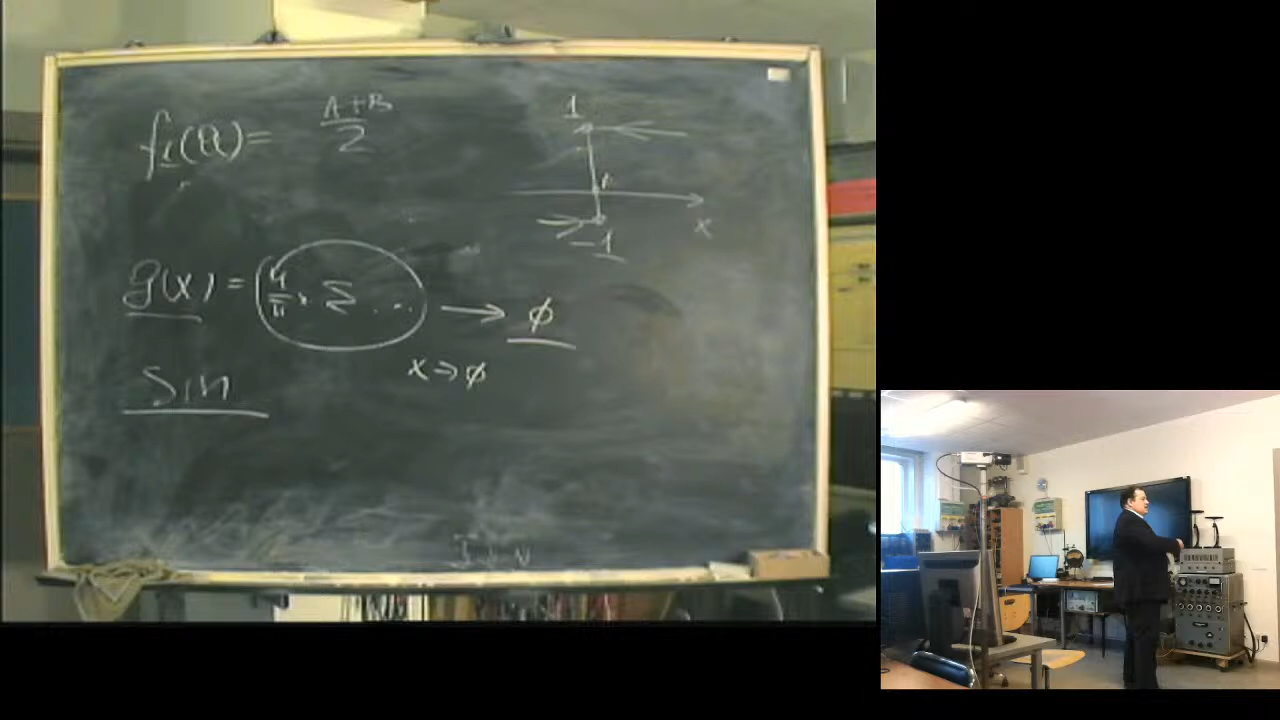 f₁(a) = (A+B)/2
1
x
-1
g(x) = (4/π · Σ ...) → ϕ
x → ϕ
Sin